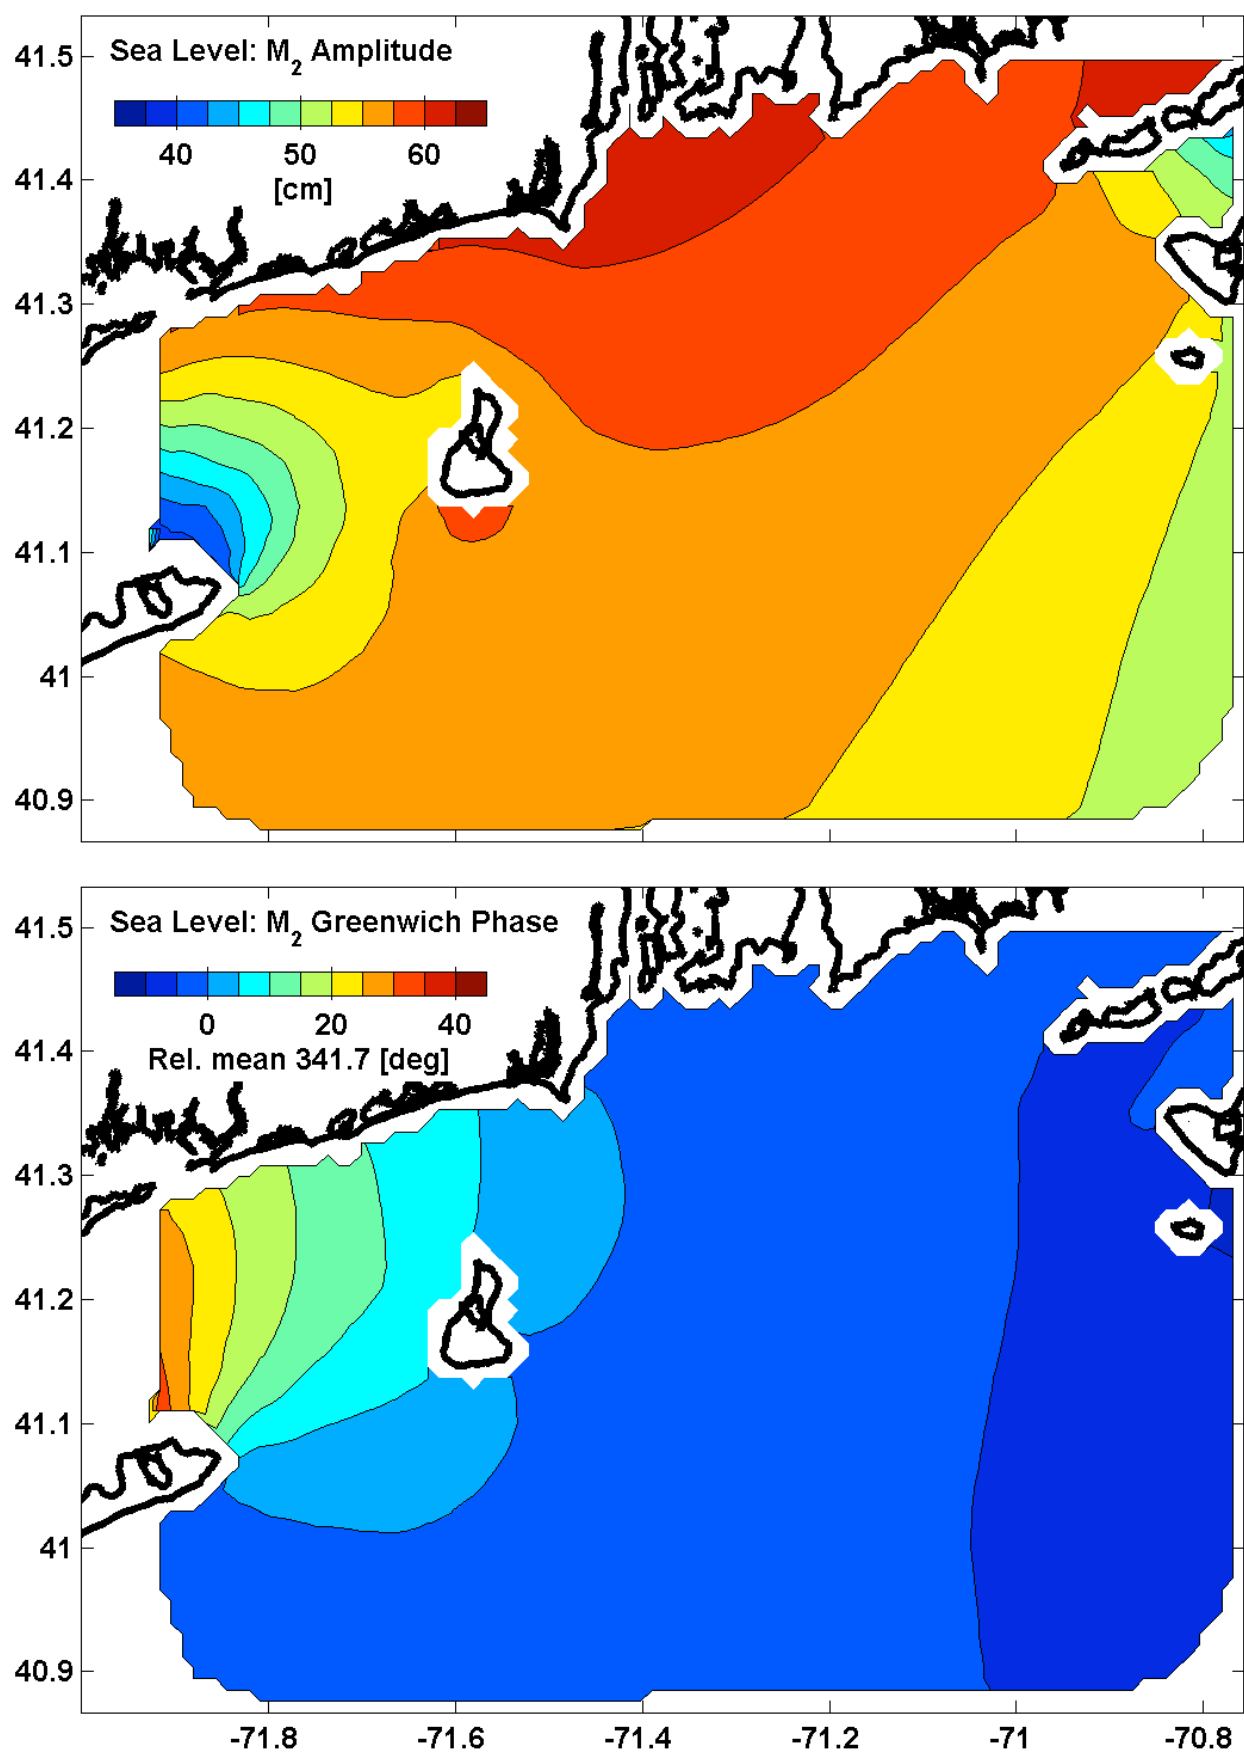 Sea Level: M2 Amplitude
40 50 60
[cm]
41.5
41.4
41.3
41.2
41.1
41
40.9
Sea Level: M2 Greenwich Phase
0 20 40
Rel. mean 341.7 [deg]
41.5
41.4
41.3
41.2
41.1
41
40.9
-71.8 -71.6 -71.4 -71.2 -71 -70.8